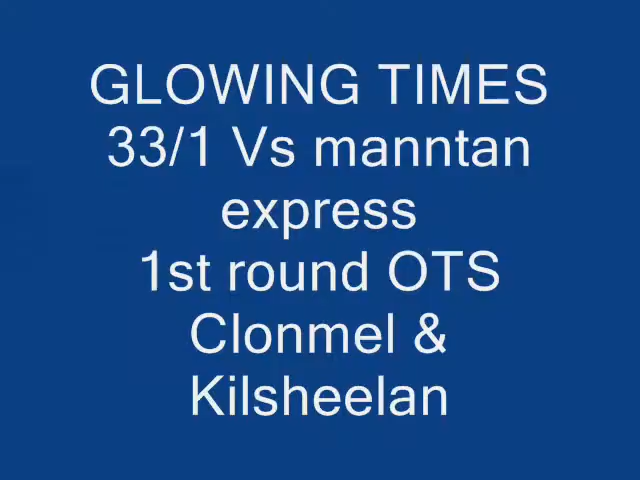 GLOWING TIMES
33/1 Vs manntan
express
1st round OTS
Clonmel &
Kilsheelan